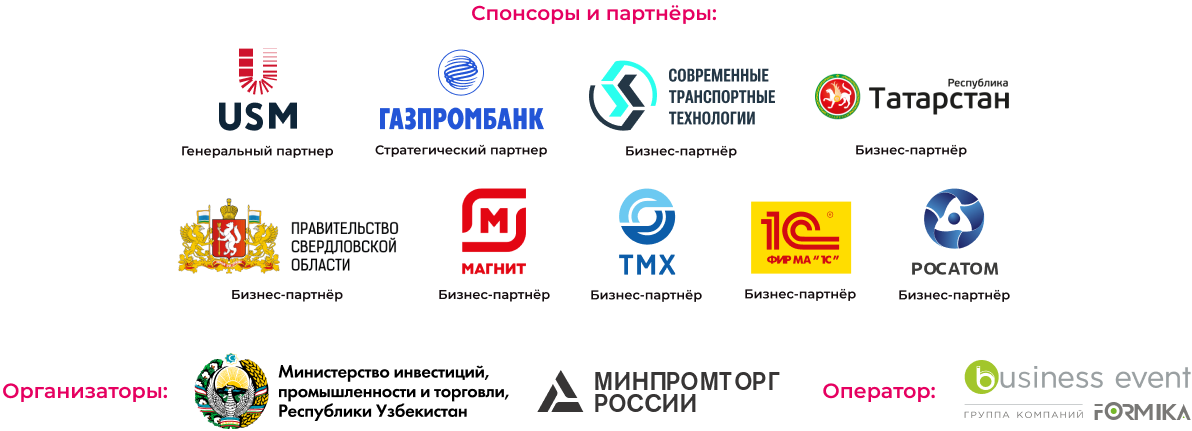 Спонсоры и партнёры:
USM
Генеральный партнер
ГАЗПРОМБАНК
Стратегический партнер
СОВРЕМЕННЫЕ
ТРАНСПОРТНЫЕ
ТЕХНОЛОГИИ
Бизнес-партнёр
Республика
Татарстан
Бизнес-партнёр
ПРАВИТЕЛЬСТВО
СВЕРДЛОВСКОЙ
ОБЛАСТИ
Бизнес-партнёр
М
МАГНИТ
Бизнес-партнёр
ТМХ
Бизнес-партнёр
1С®
ФИРМА "1С"
Бизнес-партнёр
РОСАТОМ
Бизнес-партнёр
Организаторы:
Министерство инвестиций,
промышленности и торговли,
Республики Узбекистан
МИНПРОМТОРГ
РОССИИ
Оператор:
business event
ГРУППА КОМПАНИЙ FORMIKA